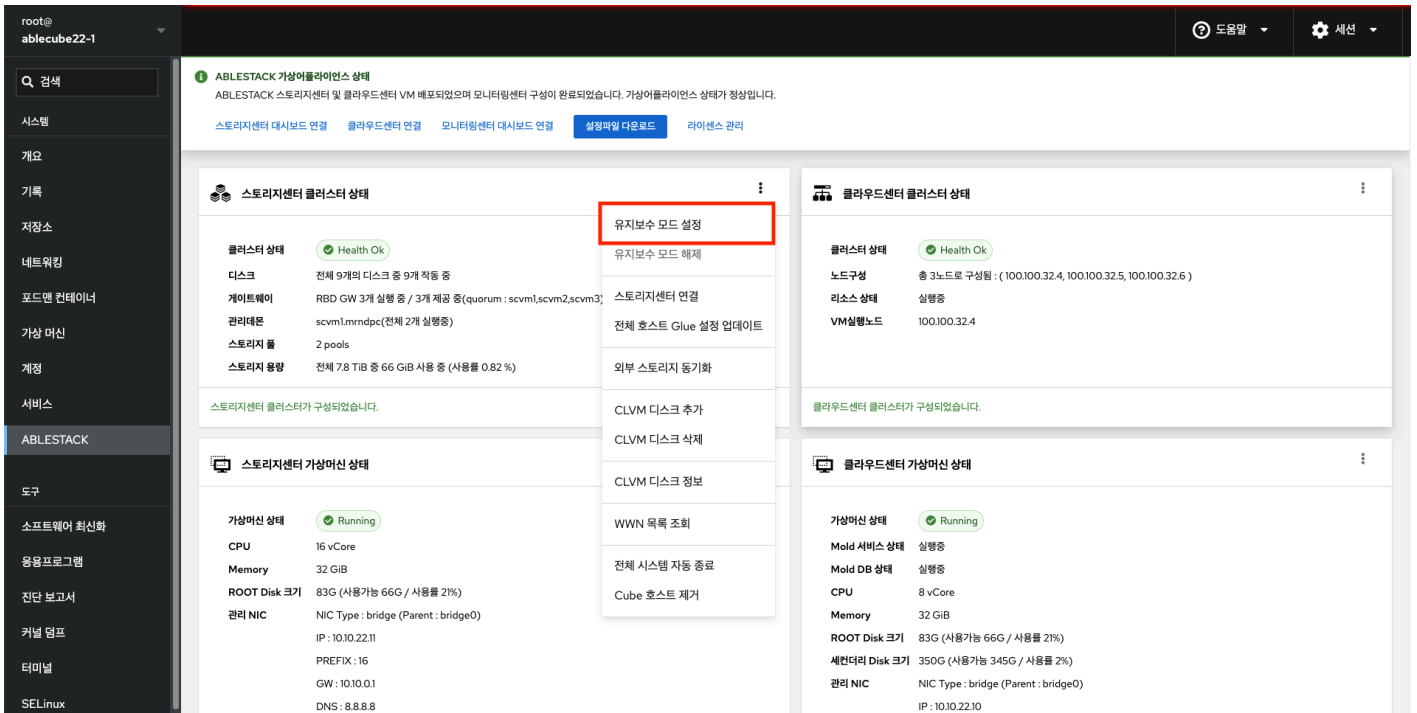 root@
ablecube22-1
도움말
세션
검색
시스템
개요
기록
저장소
네트워킹
포드맨 컨테이너
가상 머신
계정
서비스
ABLESTACK
도구
소프트웨어 최신화
응용프로그램
진단 보고서
커널 덤프
터미널
SELinux
ABLESTACK 가상어플라이언스 상태
ABLESTACK 스토리지센터 및 클라우드센터 VM 배포되었으며 모니터링센터 구성이 완료되었습니다. 가상어플라이언스 상태가 정상입니다.
스토리지센터 대시보드 연결 클라우드센터 연결 모니터링센터 대시보드 연결 설정파일 다운로드 라이센스 관리
스토리지센터 클러스터 상태
클러스터 상태 Health Ok
디스크 전체 9개의 디스크 중 9개 작동 중
게이트웨이 RBD GW 3개 실행 중 / 3개 제공 중(quorum : scvm1,scvm2,scvm3)
관리데몬 scvm1.mrndpc(전체 2개 실행중)
스토리지 풀 2 pools
스토리지 용량 전체 7.8 TiB 중 66 GiB 사용 중 (사용률 0.82 %)
스토리지센터 클러스터가 구성되었습니다.
유지보수 모드 설정
유지보수 모드 해제
스토리지센터 연결
전체 호스트 Glue 설정 업데이트
외부 스토리지 동기화
CLVM 디스크 추가
CLVM 디스크 삭제
CLVM 디스크 정보
WWN 목록 조회
전체 시스템 자동 종료
Cube 호스트 제거
클라우드센터 클러스터 상태
클러스터 상태 Health Ok
노드구성 총 3노드로 구성됨 : ( 100.100.32.4, 100.100.32.5, 100.100.32.6 )
리소스 상태 실행중
VM실행노드 100.100.32.4
클라우드센터 클러스터가 구성되었습니다.
스토리지센터 가상머신 상태
가상머신 상태 Running
CPU 16 vCore
Memory 32 GiB
ROOT Disk 크기 83G (사용가능 66G / 사용률 21%)
관리 NIC NIC Type : bridge (Parent : bridge0)
IP : 10.10.22.11
PREFIX : 16
GW : 10.10.0.1
DNS : 8.8.8.8
클라우드센터 가상머신 상태
가상머신 상태 Running
Mold 서비스 상태 실행중
Mold DB 상태 실행중
CPU 8 vCore
Memory 32 GiB
ROOT Disk 크기 83G (사용가능 66G / 사용률 21%)
세컨더리 Disk 크기 350G (사용가능 345G / 사용률 2%)
관리 NIC NIC Type : bridge (Parent : bridge0)
IP : 10.10.22.10